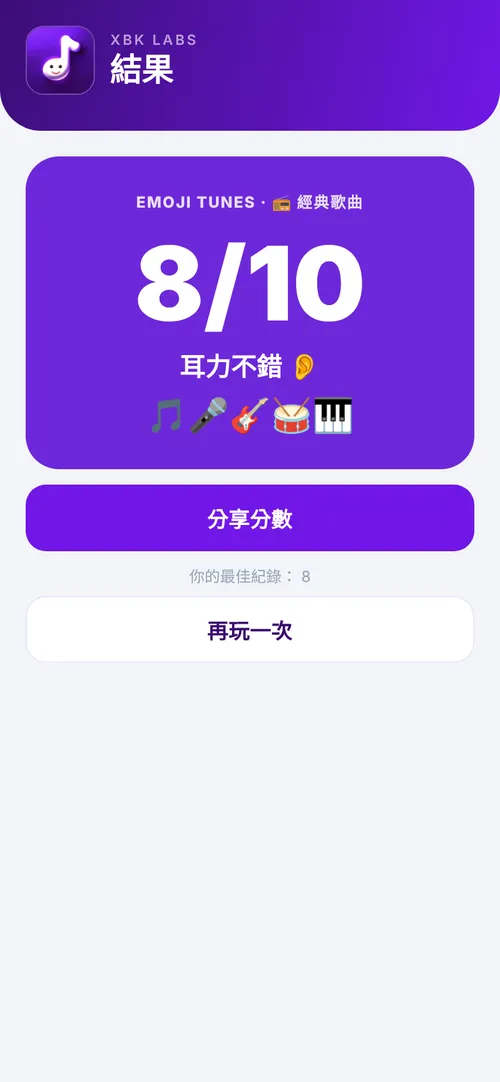 XBK LABS
結果
EMOJI TUNES · 📻 經典歌曲
8/10
耳力不錯 👂
🎵🎤🎸🥁🎹
分享分數
你的最佳紀錄： 8
再玩一次